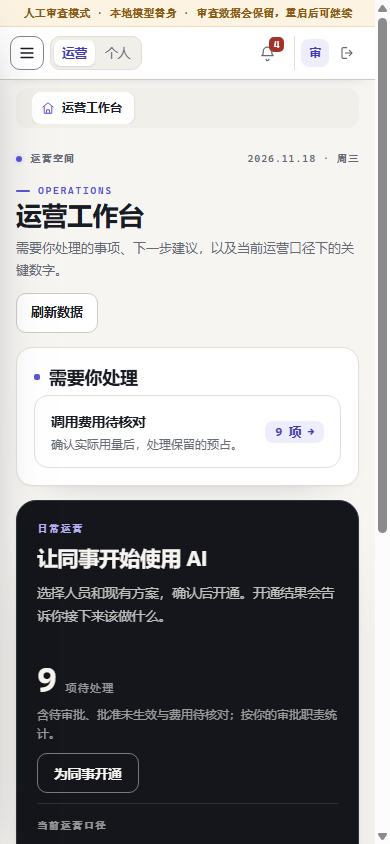 人工审查模式 · 本地模型替身 · 审查数据会保留，重启后可继续
运营 个人 4 审
运营工作台
运营空间 2026.11.18 · 周三
OPERATIONS
运营工作台
需要你处理的事项、下一步建议，以及当前运营口径下的关
键数字。
刷新数据
需要你处理
调用费用待核对
确认实际用量后，处理保留的预占。
9 项 →
日常运营
让同事开始使用 AI
选择人员和现有方案，确认后开通。开通结果会告
诉你接下来该做什么。
9 项待处理
含待审批、批准未生效与费用待核对；按你的审批职责统
计。
为同事开通
当前运营口径